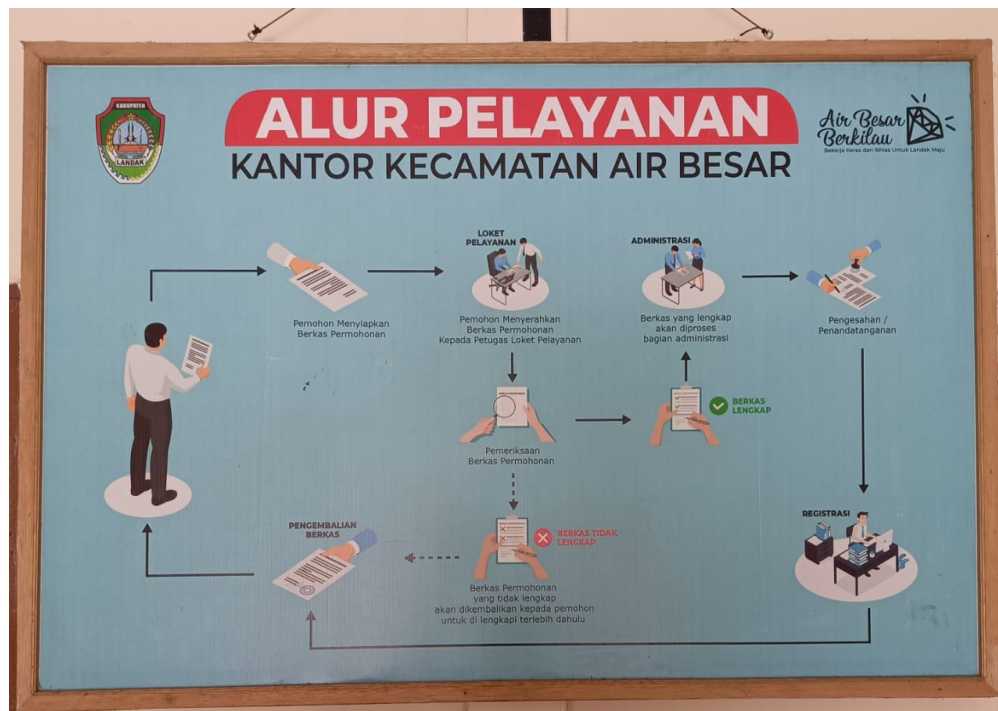 KABUPATEN
LANDAK
ALUR PELAYANAN
KANTOR KECAMATAN AIR BESAR
Air Besar
Berkilau
Bekerja Keras dan Ikhlas Untuk Landak Maju
Pemohon Menyiapkan
Berkas Permohonan
LOKET
PELAYANAN
Pemohon Menyerahkan
Berkas Permohonan
Kepada Petugas Loket Pelayanan
ADMINISTRASI
Berkas yang lengkap
akan diproses
bagian administrasi
Pengesahan /
Penandatanganan
Pemeriksaan
Berkas Permohonan
BERKAS
LENGKAP
PENGEMBALIAN
BERKAS
BERKAS TIDAK
LENGKAP
Berkas Permohonan
yang tidak lengkap
akan dikembalikan kepada pemohon
untuk di lengkapi terlebih dahulu
REGISTRASI